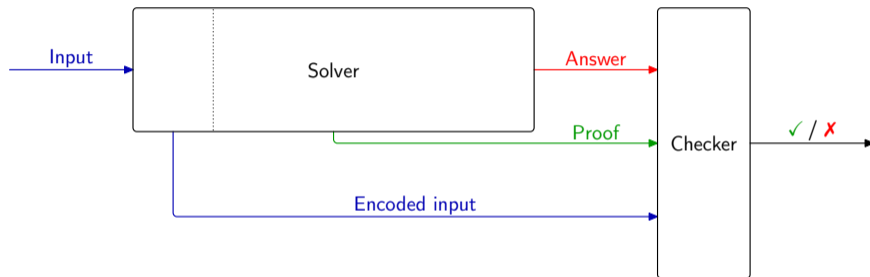 Input
Solver
Answer
Proof
Checker
✓ / ✗
Encoded input